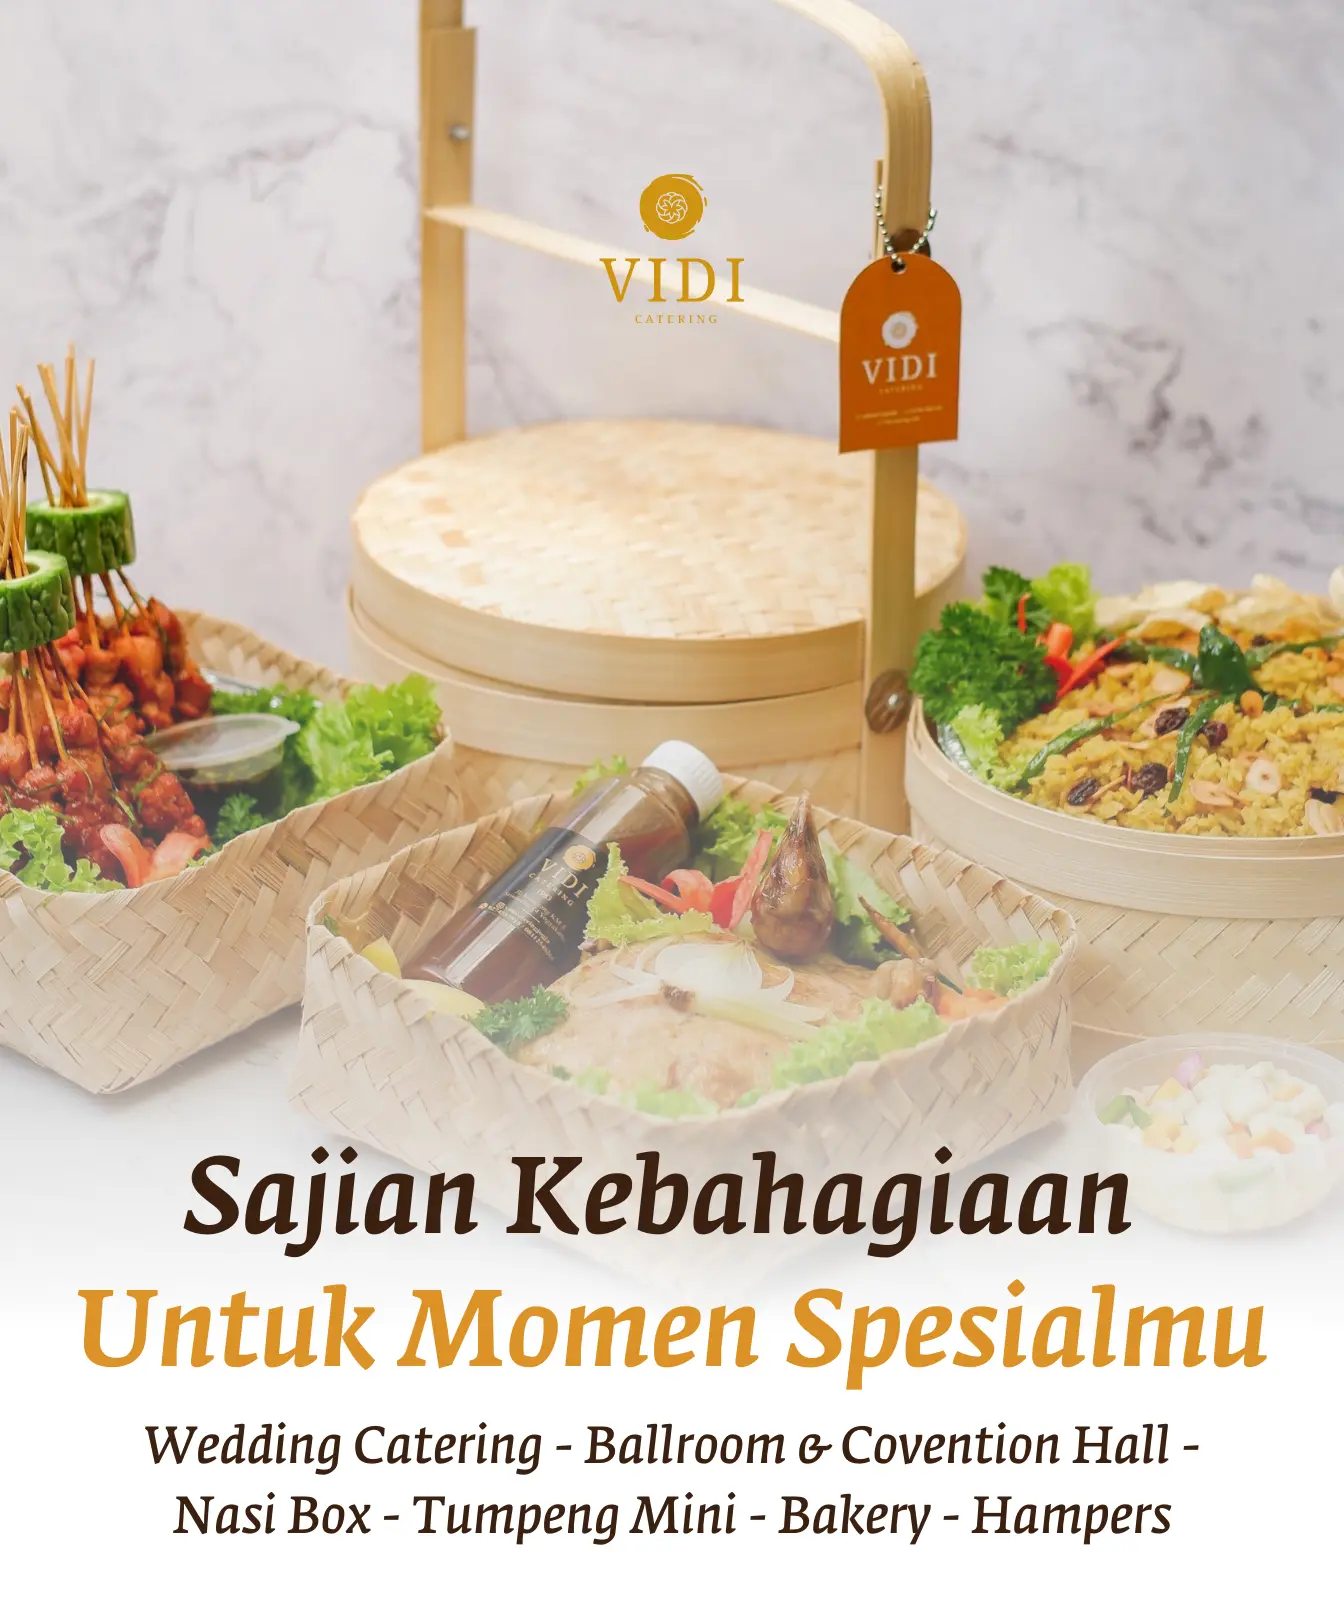 VIDI
CATERING
VIDI
CATERING
VIDI
CATERING
Sajian Kebahagiaan
Untuk Momen Spesialmu
Wedding Catering - Ballroom & Covention Hall -
Nasi Box - Tumpeng Mini - Bakery - Hampers